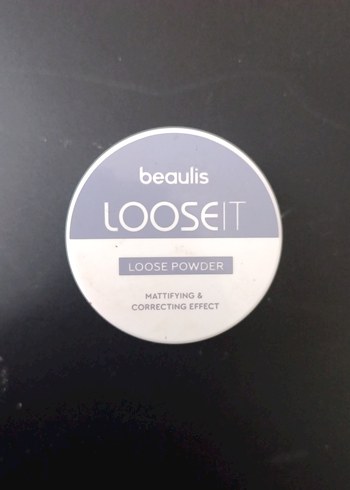 beaulis
LOOSEIT
LOOSE POWDER
MATTIFYING &
CORRECTING EFFECT